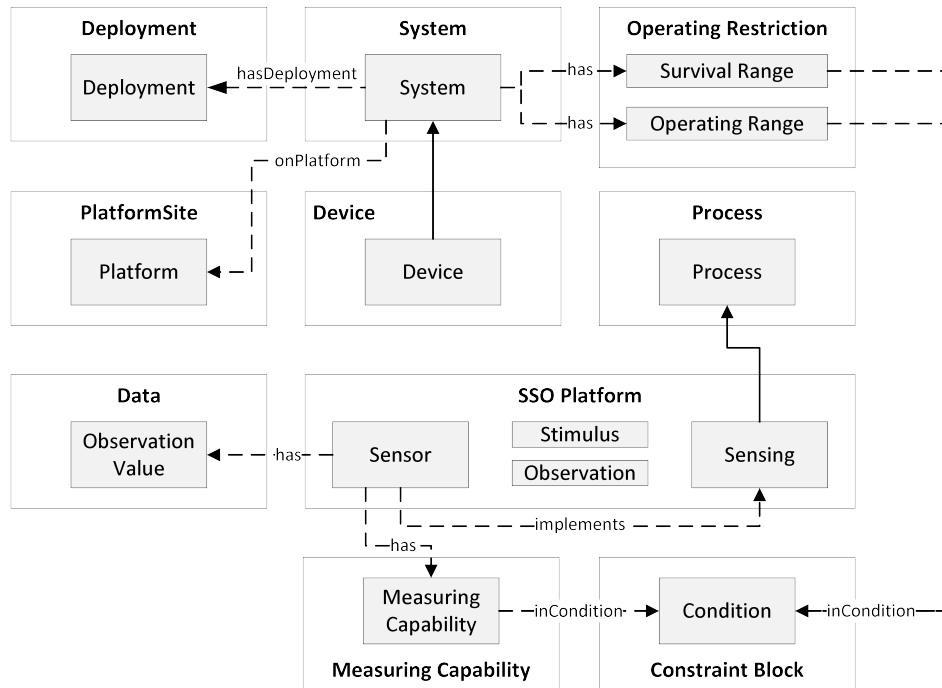 Deployment
System
Operating Restriction
hasDeployment
has
Survival Range
Deployment
System
has
Operating Range
onPlatform
PlatformSite
Device
Process
Platform
Device
Process
Data
SSO Platform
Observation
Value
has
Sensor
Stimulus
Observation
Sensing
implements
has
Measuring
Capability
inCondition
Condition
inCondition
Measuring Capability
Constraint Block